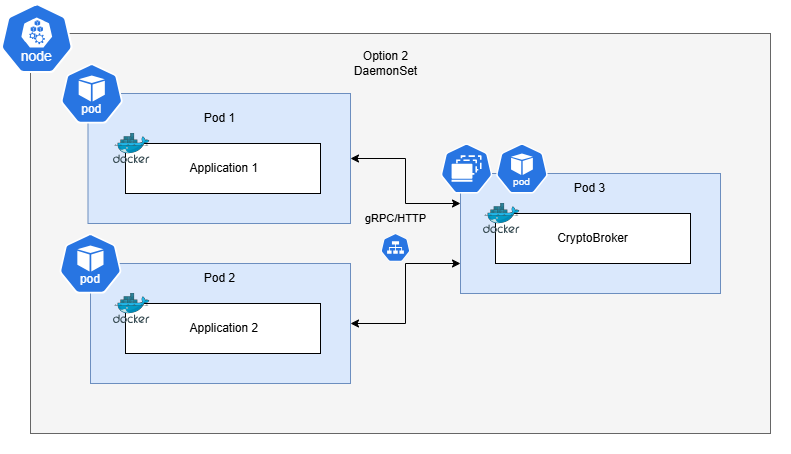 node
Option 2
DaemonSet
pod
Pod 1
docker
Application 1
pod
Pod 3
docker
CryptoBroker
gRPC/HTTP
pod
Pod 2
docker
Application 2